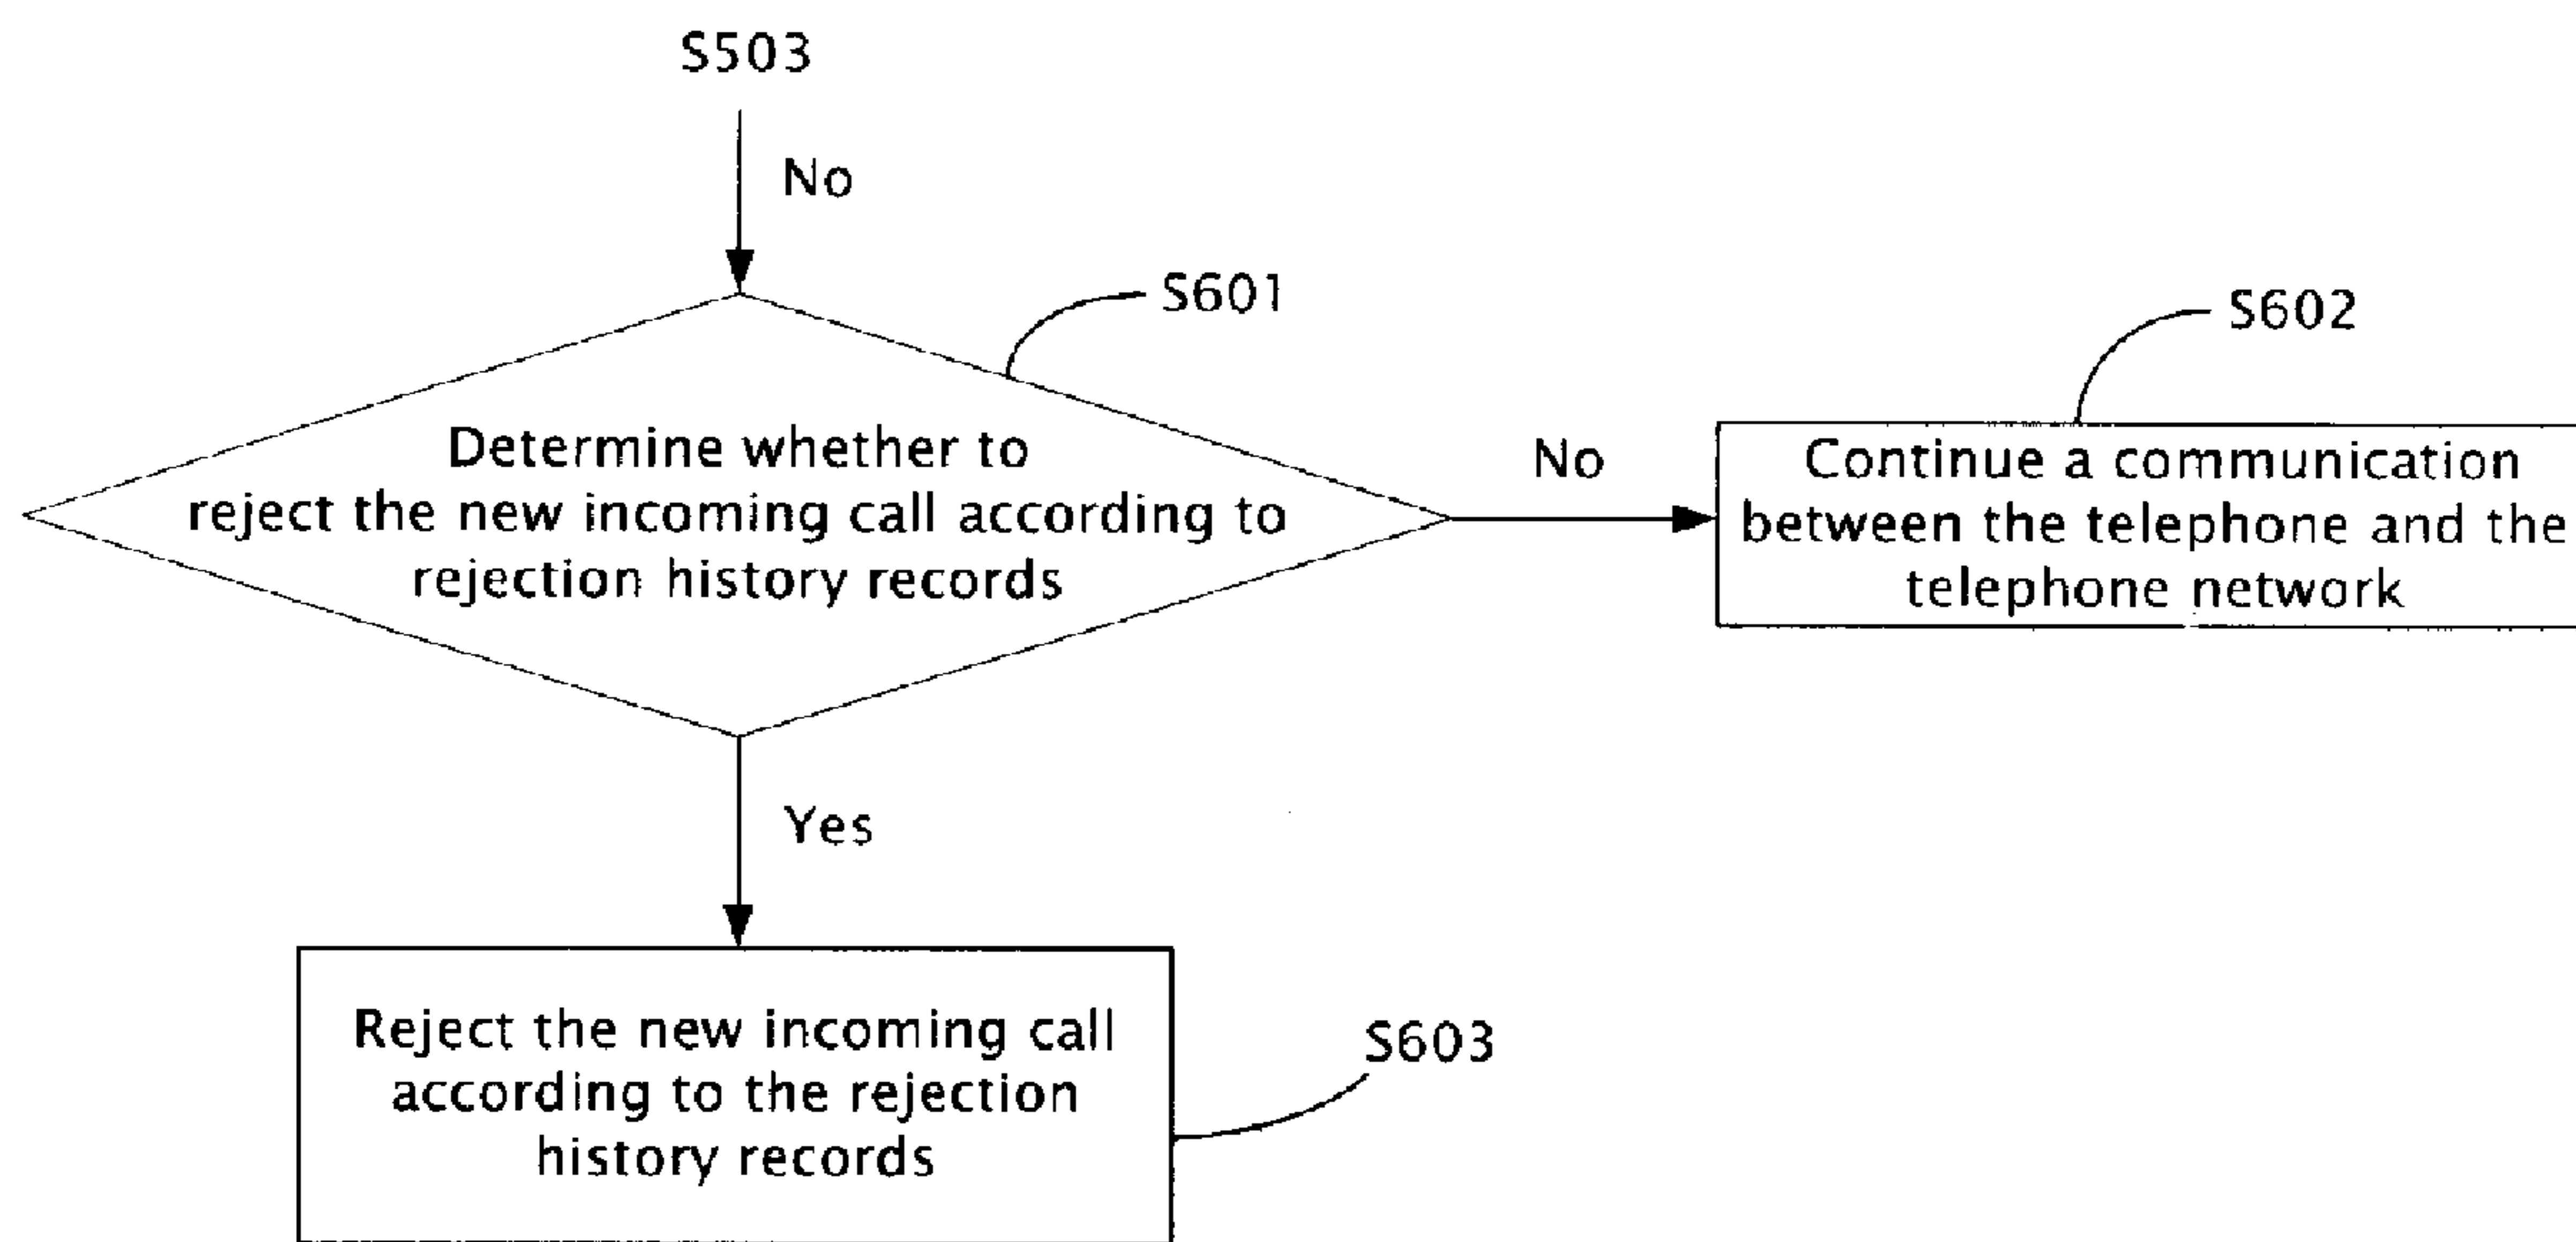 S503
No
S601
Determine whether to
reject the new incoming call according to
rejection history records
No
S602
Continue a communication
between the telephone and the
telephone network
Yes
Reject the new incoming call
according to the rejection
history records
S603